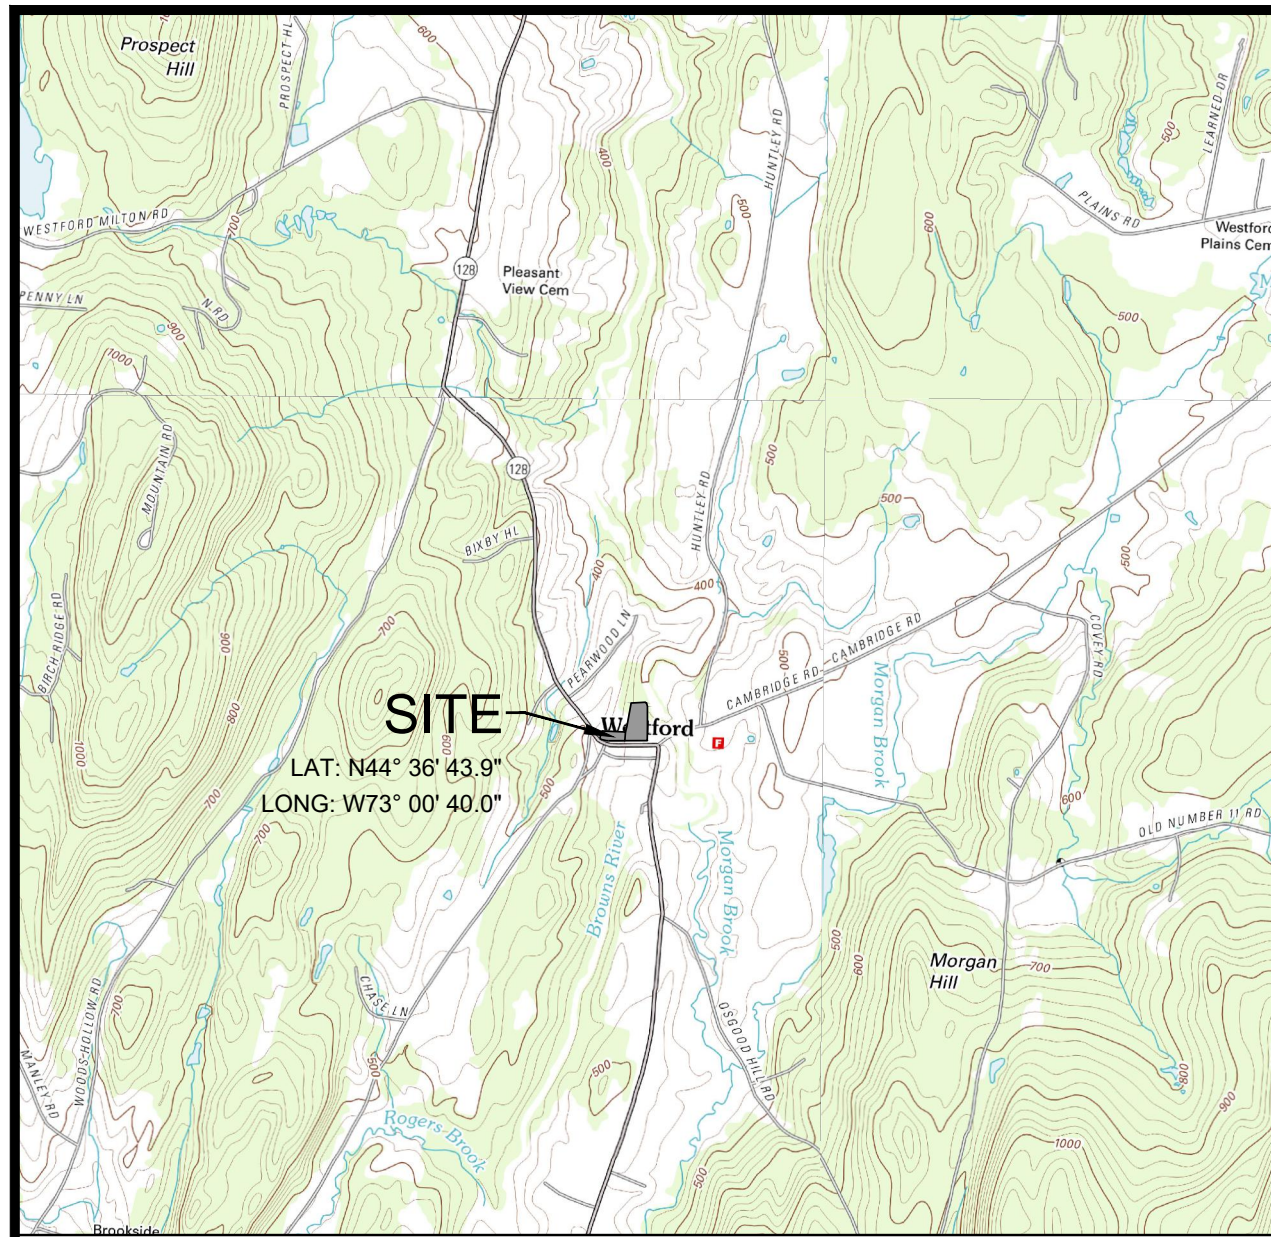 Prospect
Hill
PROSPECT HL
600
HUNTLEY RD
LEARNED DR
500
400
WESTFORD MILTON RD
700
500
600
PLAINS RD
Westford
Plains Cem
128
Pleasant
View Cem
PENNY LN
N RD
900
1000
500
MOUNTAIN RD
128
500
HUNTLEY RD
500
BIXBY HL
400
400
500
BIRCH RIDGE RD
900
700
PEARWOOD LN
COVEY RD
CAMBRIDGE RD
CAMBRIDGE RD
500
800
SITE
Westford
F
Morgan Brook
600
1000
LAT: N44° 36' 43.9"
LONG: W73° 00' 40.0"
500
700
700
600
OLD NUMBER 11 RD
Browns River
Morgan Brook
500
600
Morgan
Hill
700
WOODS HOLLOW RD
700
CHASE LN
OSGOOD HILL RD
MANLEY RD
500
500
800
900
Rogers Brook
1000
500
Brookside